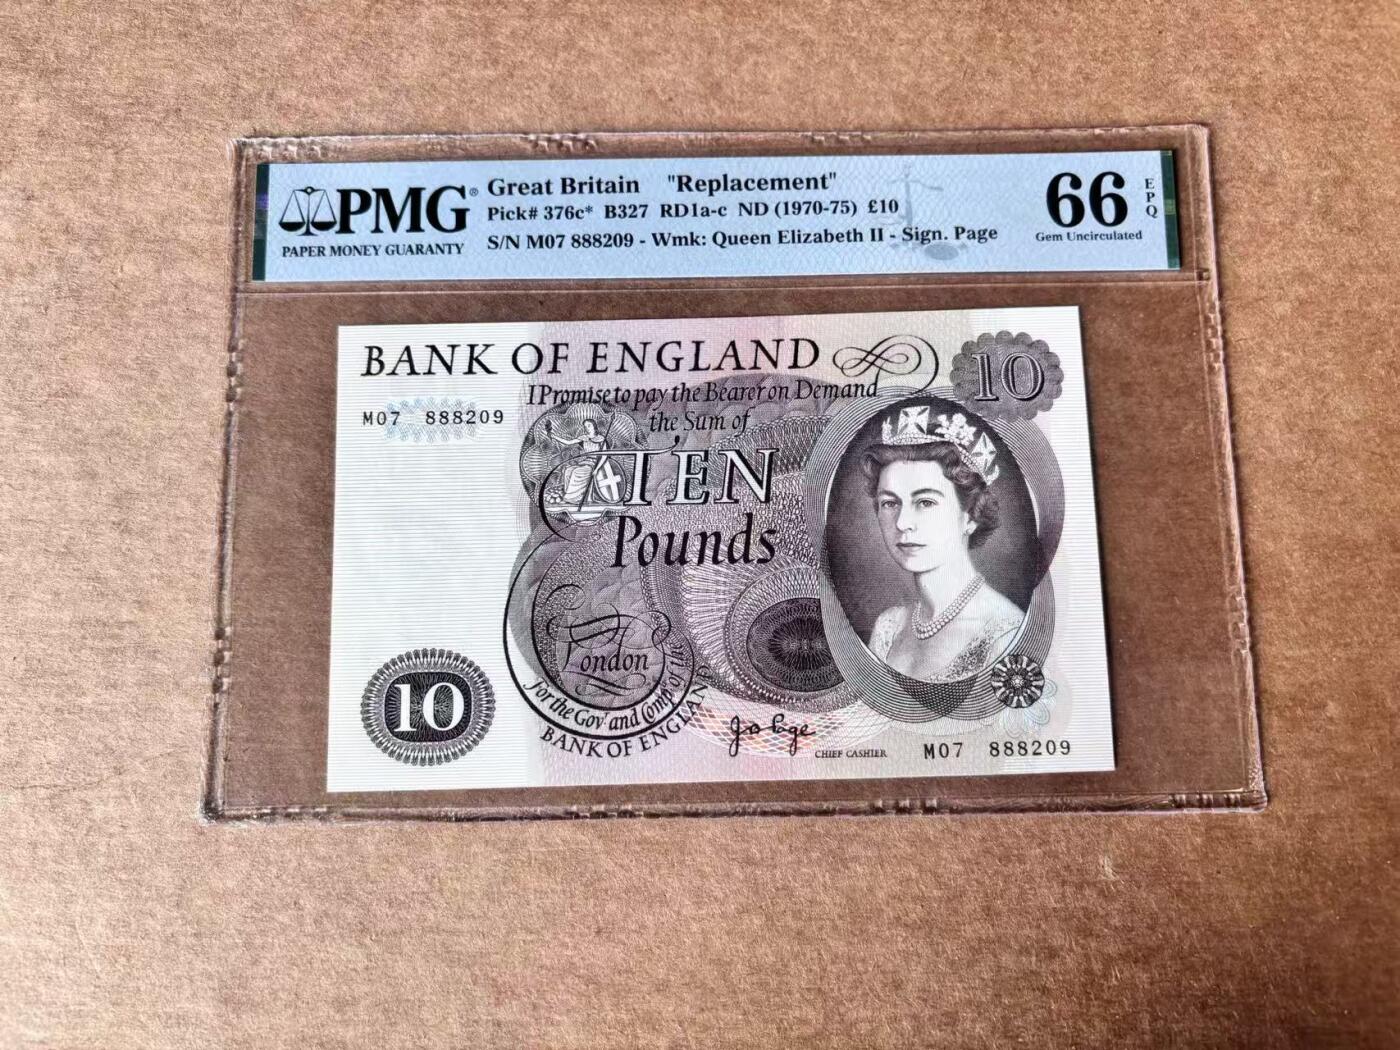 PMG®
PAPER MONEY GUARANTY
Great Britain "Replacement"
Pick# 376c* B327 RD1a-c ND (1970-75) £10
S/N M07 888209 - Wmk: Queen Elizabeth II - Sign. Page
66
EPQ
Gem Uncirculated
BANK OF ENGLAND
10
I Promise to pay the Bearer on Demand
the Sum of
M07 888209
TEN
Pounds
London
for the Govr and Compa of the
BANK OF ENGLAND
10
CHIEF CASHIER
M07 888209